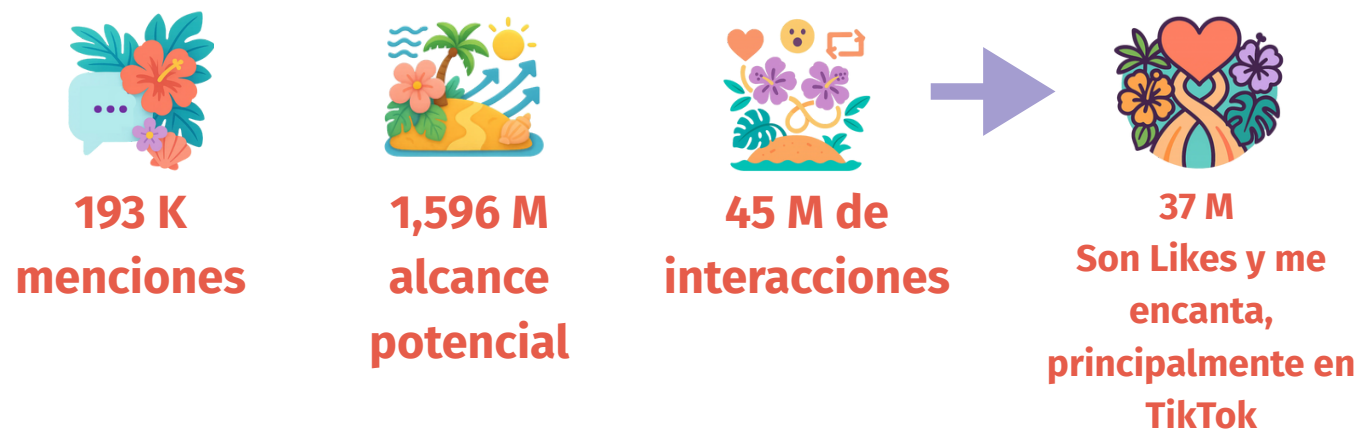 193 K
menciones
1,596 M
alcance
potencial
45 M de
interacciones
37 M
Son Likes y me
encanta,
principalmente en
TikTok